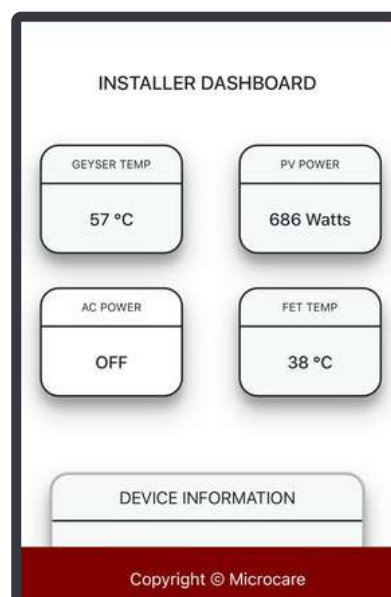 INSTALLER DASHBOARD
GEYSER TEMP
PV POWER
57 °C
686 Watts
AC POWER
FET TEMP
OFF
38 °C
DEVICE INFORMATION
Copyright © Microcare